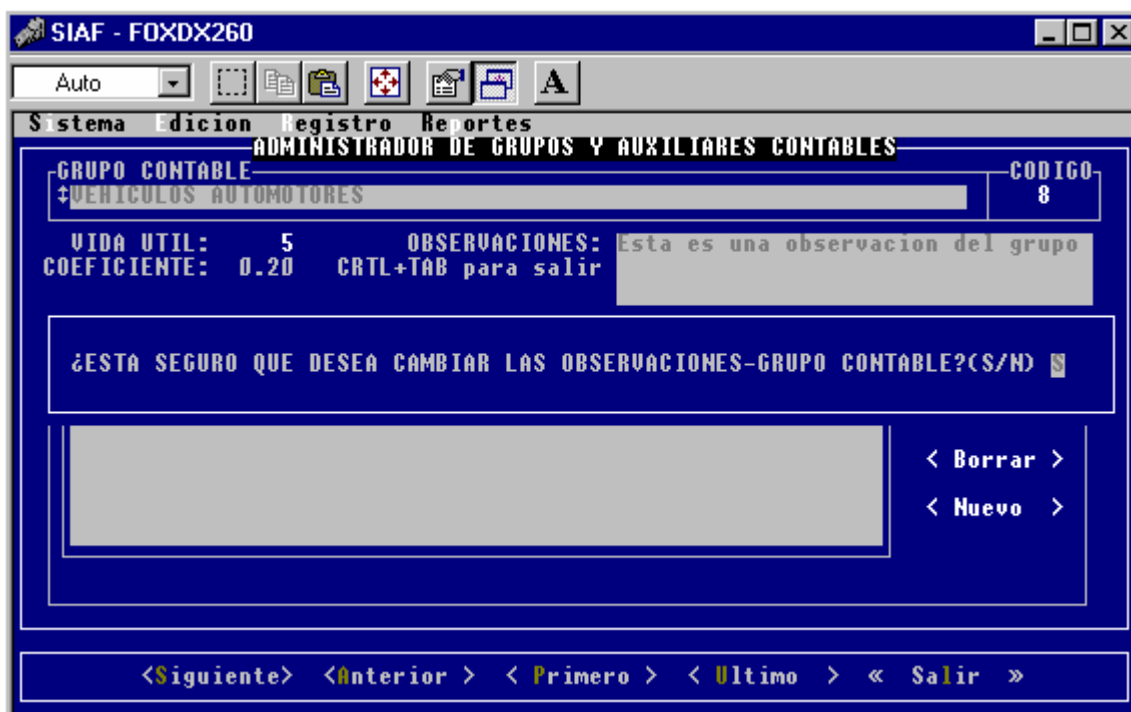 SIAF - FOXDX260
Auto
A
Sistema Edicion Registro Reportes
ADMINISTRADOR DE GRUPOS Y AUXILIARES CONTABLES
GRUPO CONTABLE CODIGO
VEHICULOS AUTOMOTORES 8
VIDA UTIL: 5 OBSERVACIONES: Esta es una observacion del grupo
COEFICIENTE: 0.20 CRTL+TAB para salir
¿ESTA SEGURO QUE DESEA CAMBIAR LAS OBSERVACIONES-GRUPO CONTABLE?(S/N) S
< Borrar >
< Nuevo >
<Siguiente> <Anterior > < Primero > < Ultimo > « Salir »